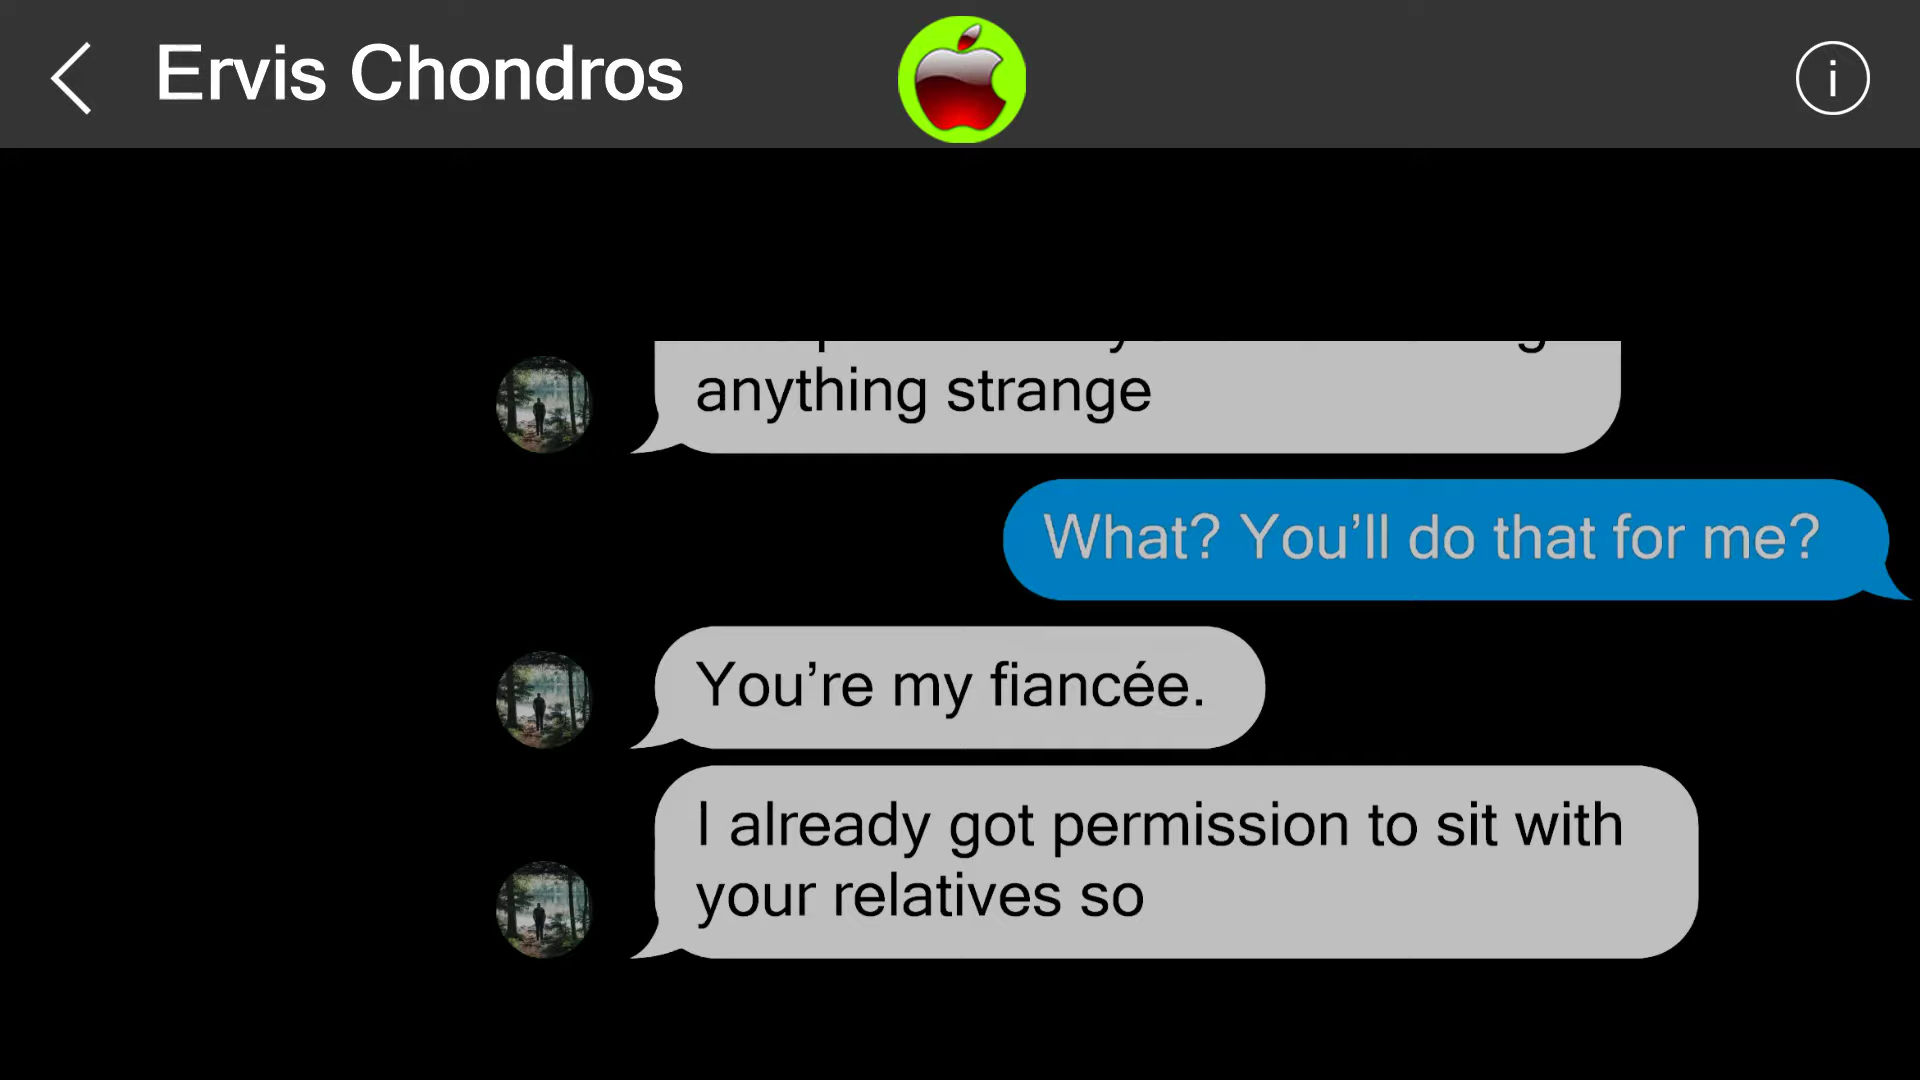 Ervis Chondros
anything strange
What? You’ll do that for me?
You’re my fiancée.
I already got permission to sit with
your relatives so